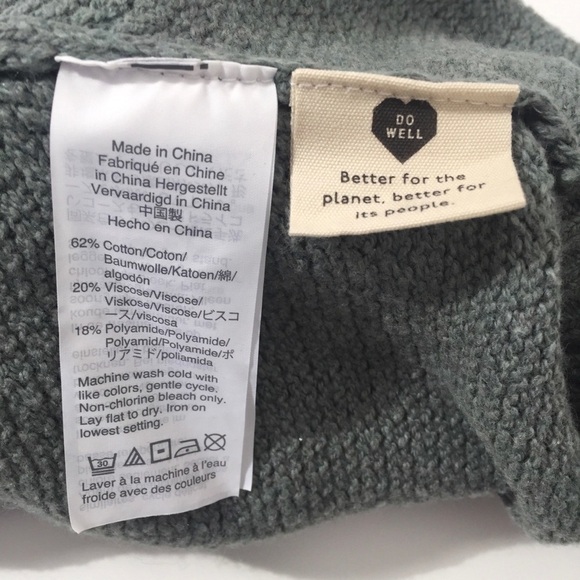 Made in China
Fabriqué en Chine
in China Hergestellt
Vervaardigd in China
中国製
Hecho en China
62% Cotton/Coton/
Baumwolle/Katoen/綿/
algodón
20% Viscose/Viscose/
Viskose/Viscose/ビスコ
ース/viscosa
18% Polyamide/Polyamide/
Polyamid/Polyamide/ポ
リアミド/poliamida
Machine wash cold with
like colors, gentle cycle.
Non-chlorine bleach only.
Lay flat to dry. Iron on
lowest setting.
30
Laver à la machine à l'eau
froide avec des couleurs
DO
WELL
Better for the
planet, better for
its people.